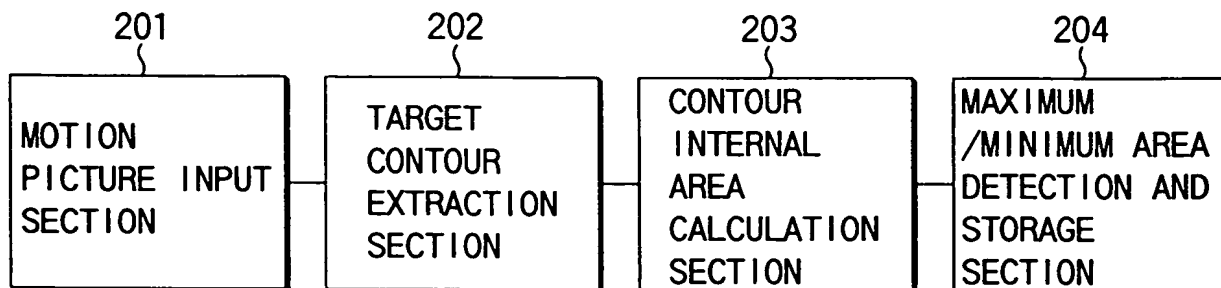 201
202
203
204
MOTION
PICTURE INPUT
SECTION
TARGET
CONTOUR
EXTRACTION
SECTION
CONTOUR
INTERNAL
AREA
CALCULATION
SECTION
MAXIMUM
/MINIMUM AREA
DETECTION AND
STORAGE
SECTION